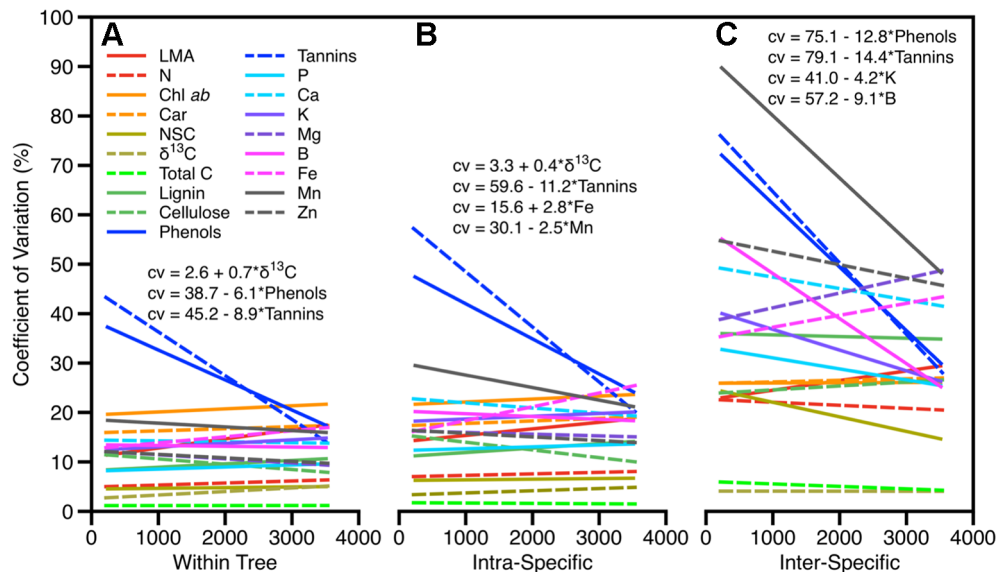 A
B
C
100
90
80
70
60
50
40
30
20
10
0
Coefficient of Variation (%)
LMA
N
Chl ab
Car
NSC
δ¹³C
Total C
Lignin
Cellulose
Phenols
Tannins
P
Ca
K
Mg
B
Fe
Mn
Zn
cv = 2.6 + 0.7*δ¹³C
cv = 38.7 - 6.1*Phenols
cv = 45.2 - 8.9*Tannins
cv = 3.3 + 0.4*δ¹³C
cv = 59.6 - 11.2*Tannins
cv = 15.6 + 2.8*Fe
cv = 30.1 - 2.5*Mn
cv = 75.1 - 12.8*Phenols
cv = 79.1 - 14.4*Tannins
cv = 41.0 - 4.2*K
cv = 57.2 - 9.1*B
0 1000 2000 3000 4000
0 1000 2000 3000 4000
0 1000 2000 3000 4000
Within Tree
Intra-Specific
Inter-Specific